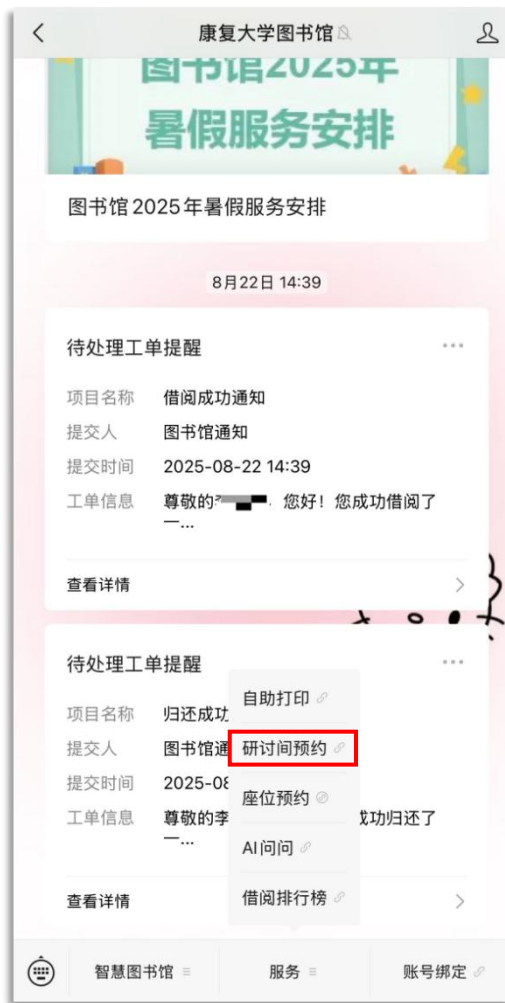 康复大学图书馆
图书馆2025年
暑假服务安排
图书馆2025年暑假服务安排
8月22日 14:39
待处理工单提醒
项目名称 借阅成功通知
提交人 图书馆通知
提交时间 2025-08-22 14:39
工单信息 尊敬的 您好！您成功借阅了
一...
查看详情
待处理工单提醒
项目名称 归还成功
提交人 图书馆通
提交时间 2025-08
工单信息 尊敬的李 成功归还了
一...
查看详情
自助打印
研讨间预约
座位预约
AI问问
借阅排行榜
智慧图书馆
服务
账号绑定